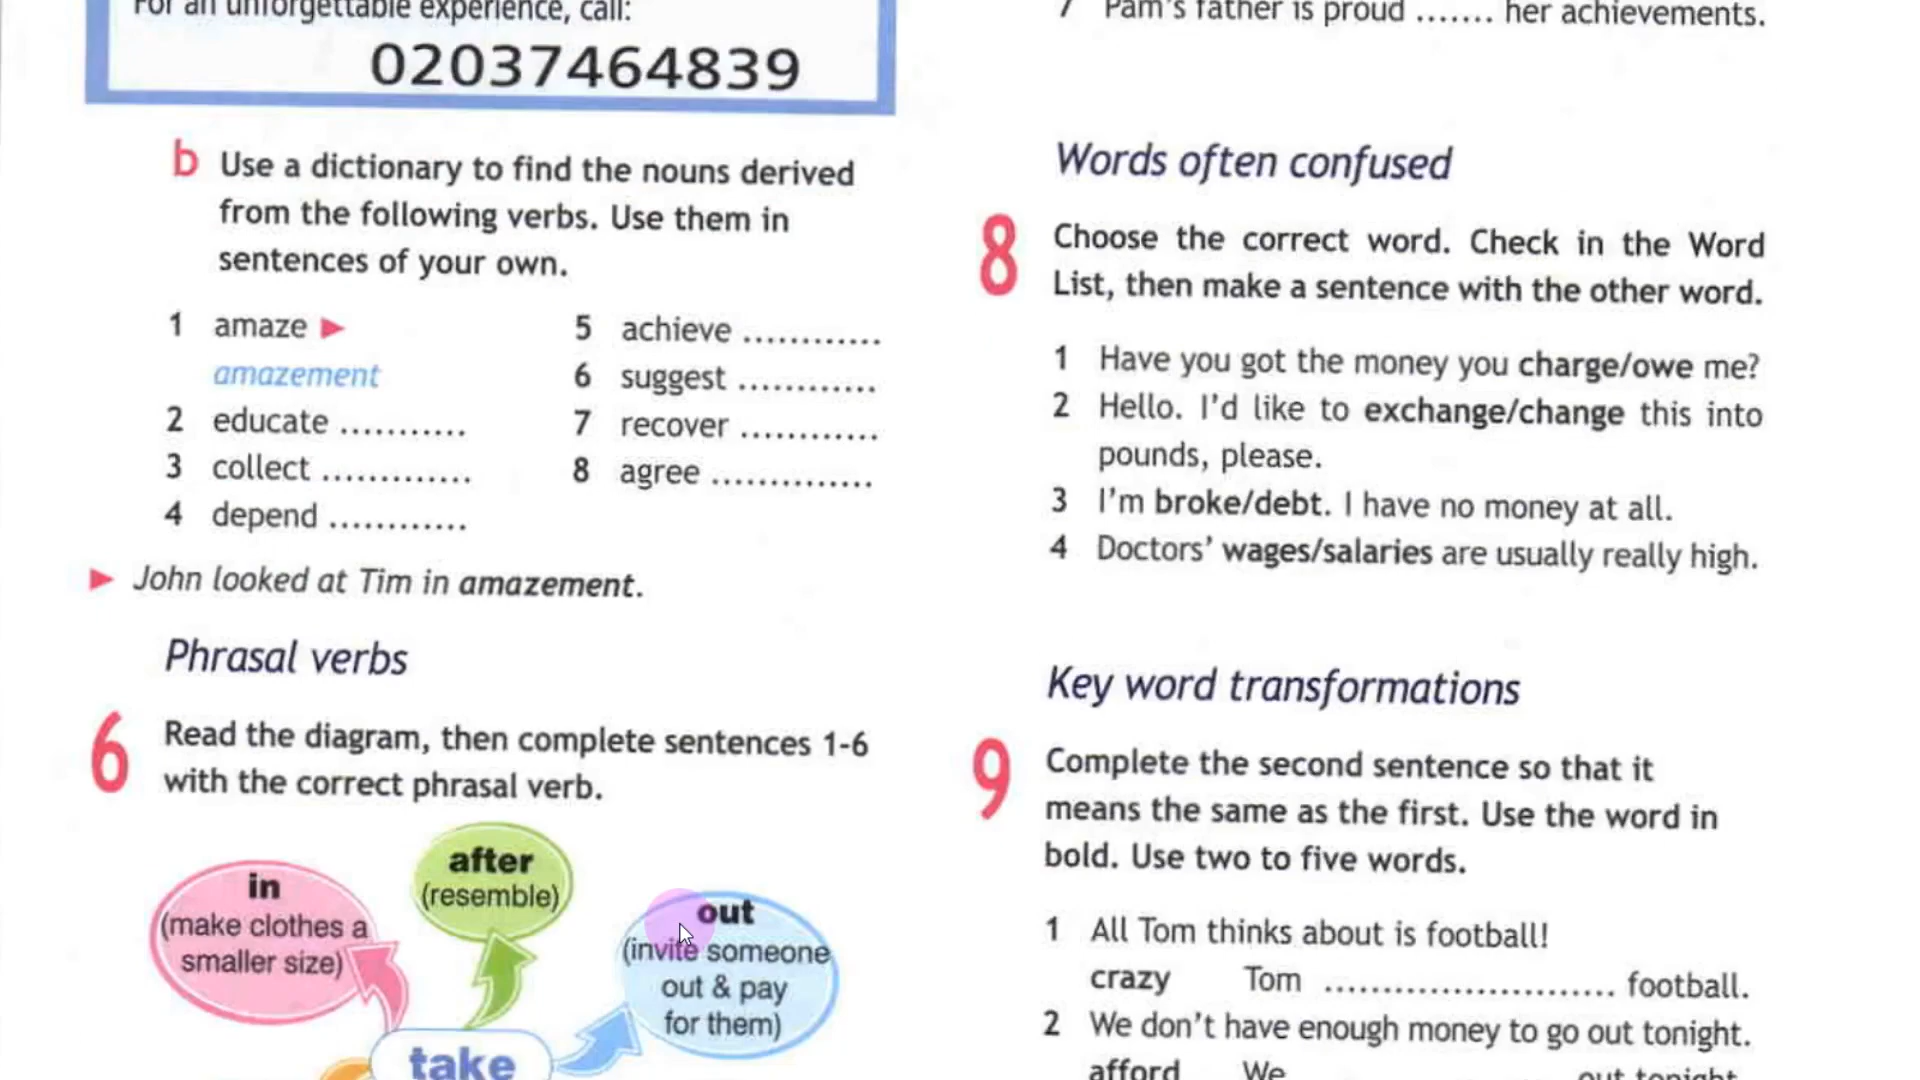 For an unforgettable experience, call:
02037464839
b Use a dictionary to find the nouns derived
from the following verbs. Use them in
sentences of your own.
1 amaze ►
amazement
2 educate ...........
3 collect .............
4 depend ............
5 achieve ............
6 suggest ............
7 recover ............
8 agree ..............
► John looked at Tim in amazement.
Phrasal verbs
6 Read the diagram, then complete sentences 1-6
with the correct phrasal verb.
in
(make clothes a
smaller size)
after
(resemble)
out
(invite someone
out & pay
for them)
take
7 Pam's father is proud ....... her achievements.
Words often confused
8 Choose the correct word. Check in the Word
List, then make a sentence with the other word.
1 Have you got the money you charge/owe me?
2 Hello. I'd like to exchange/change this into
pounds, please.
3 I'm broke/debt. I have no money at all.
4 Doctors' wages/salaries are usually really high.
Key word transformations
9 Complete the second sentence so that it
means the same as the first. Use the word in
bold. Use two to five words.
1 All Tom thinks about is football!
crazy Tom .......................... football.
2 We don't have enough money to go out tonight.
afford We out tonight.